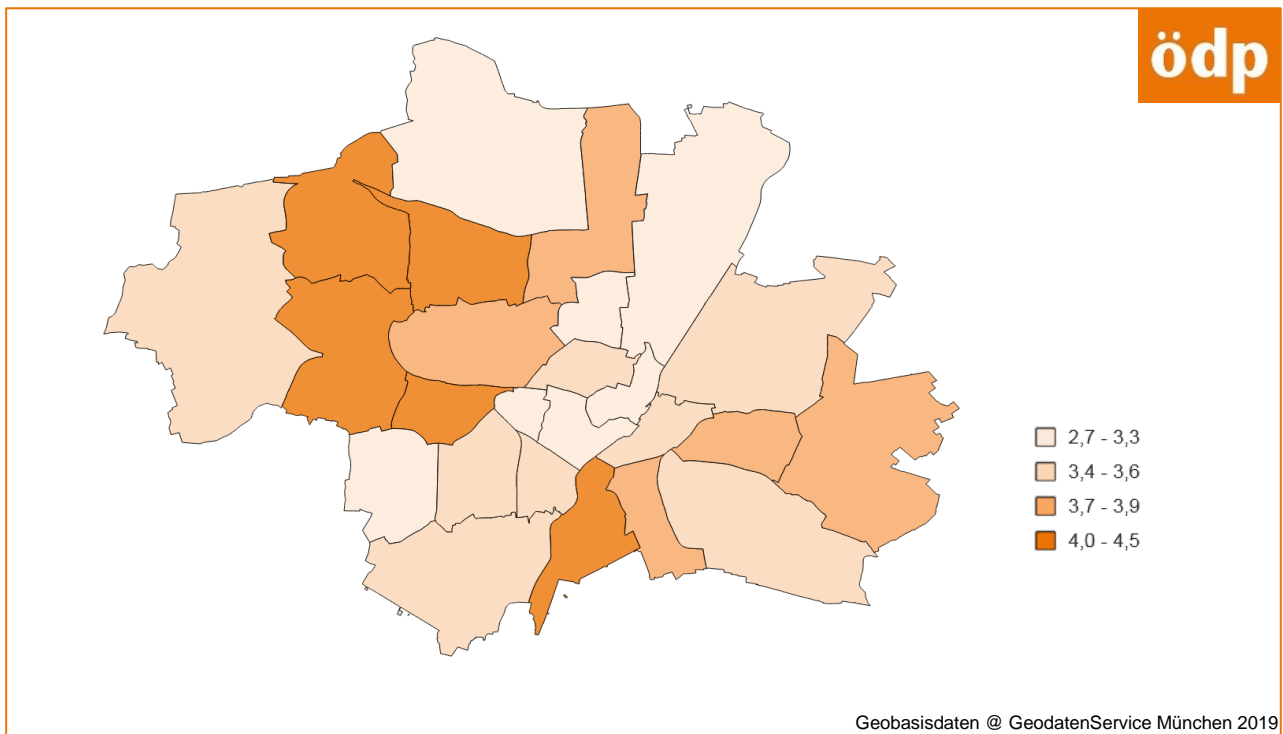 ödp
2,7 - 3,3
3,4 - 3,6
3,7 - 3,9
4,0 - 4,5
Geobasisdaten @ GeodatenService München 2019